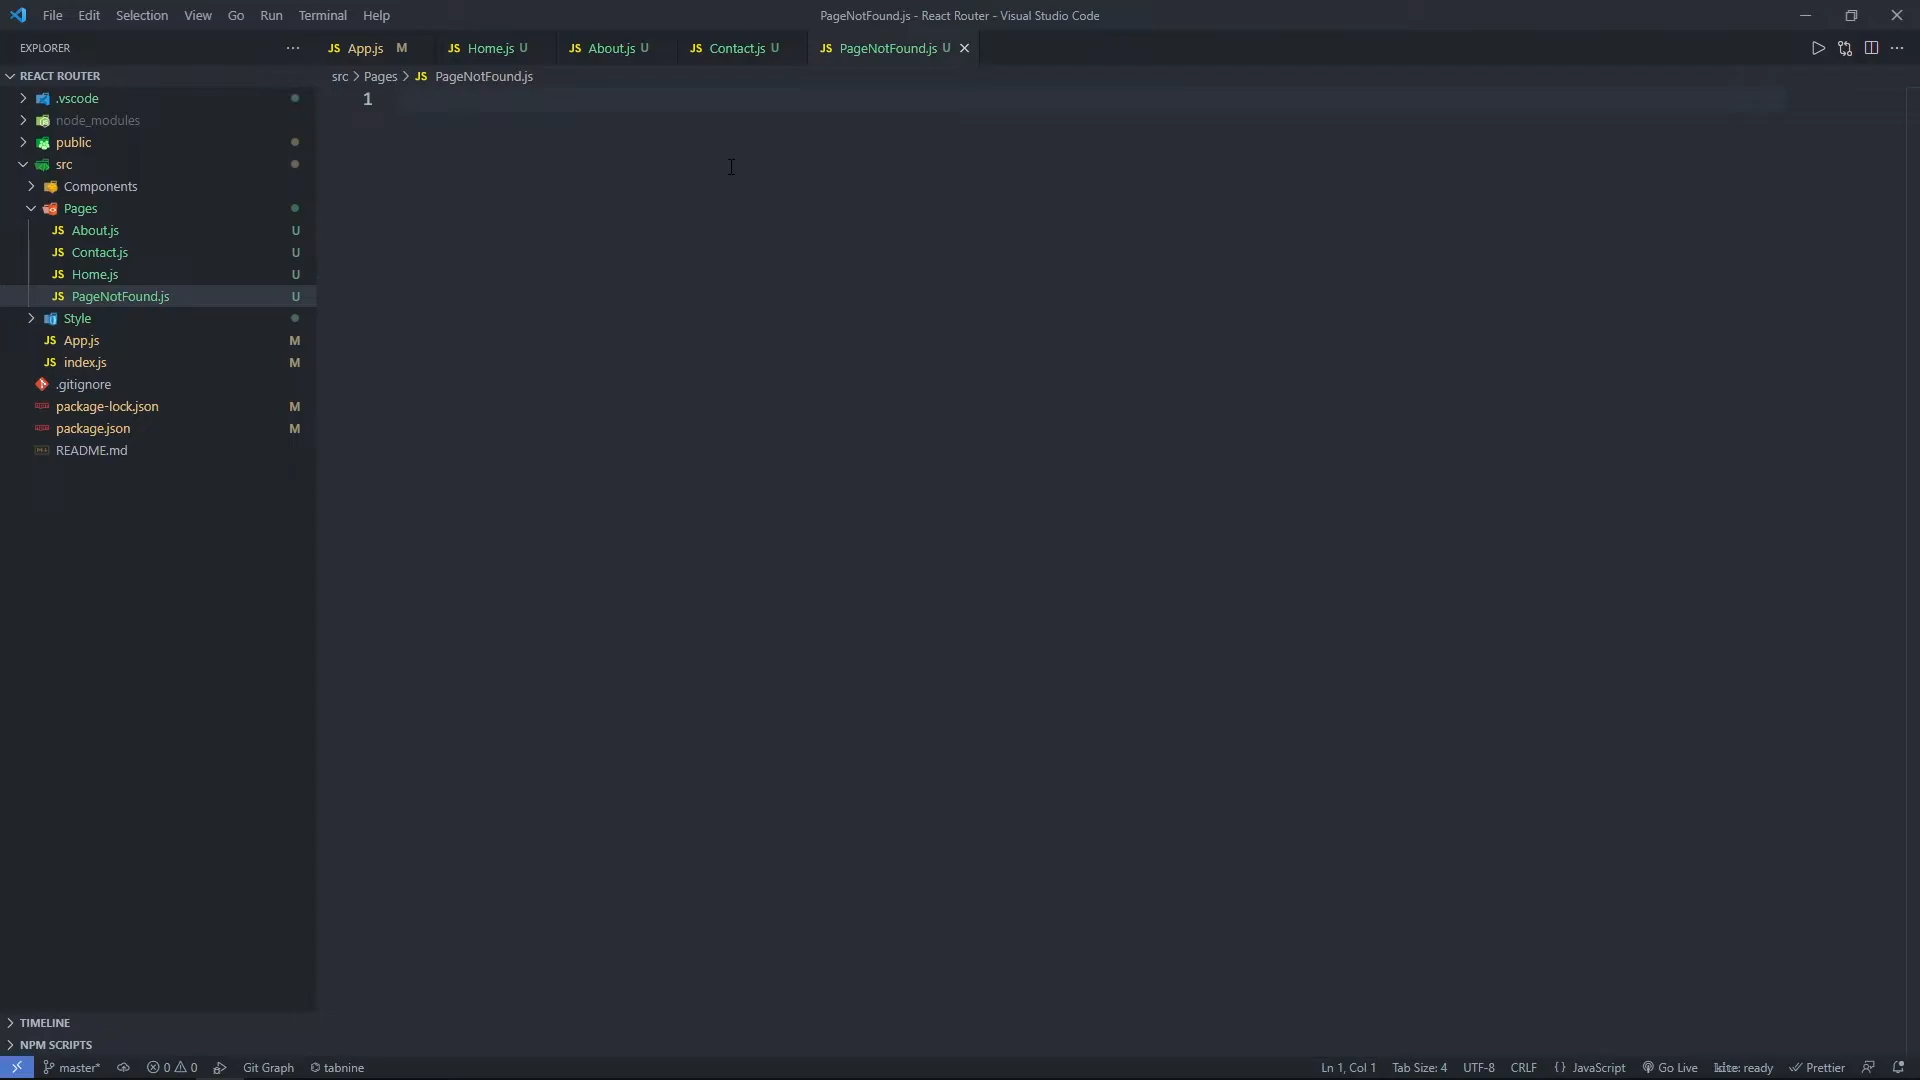 File Edit Selection View Go Run Terminal Help
PageNotFound.js - React Router - Visual Studio Code
EXPLORER
JS App.js M
JS Home.js U
JS About.js U
JS Contact.js U
JS PageNotFound.js U
REACT ROUTER
src > Pages > JS PageNotFound.js
1
.vscode
node_modules
public
src
Components
Pages
JS About.js U
JS Contact.js U
JS Home.js U
JS PageNotFound.js U
Style
JS App.js M
JS index.js M
.gitignore
package-lock.json M
package.json M
README.md
TIMELINE
NPM SCRIPTS
master* 0 0 Git Graph tabnine
Ln 1, Col 1 Tab Size: 4 UTF-8 CRLF {} JavaScript Go Live kite: ready Prettier